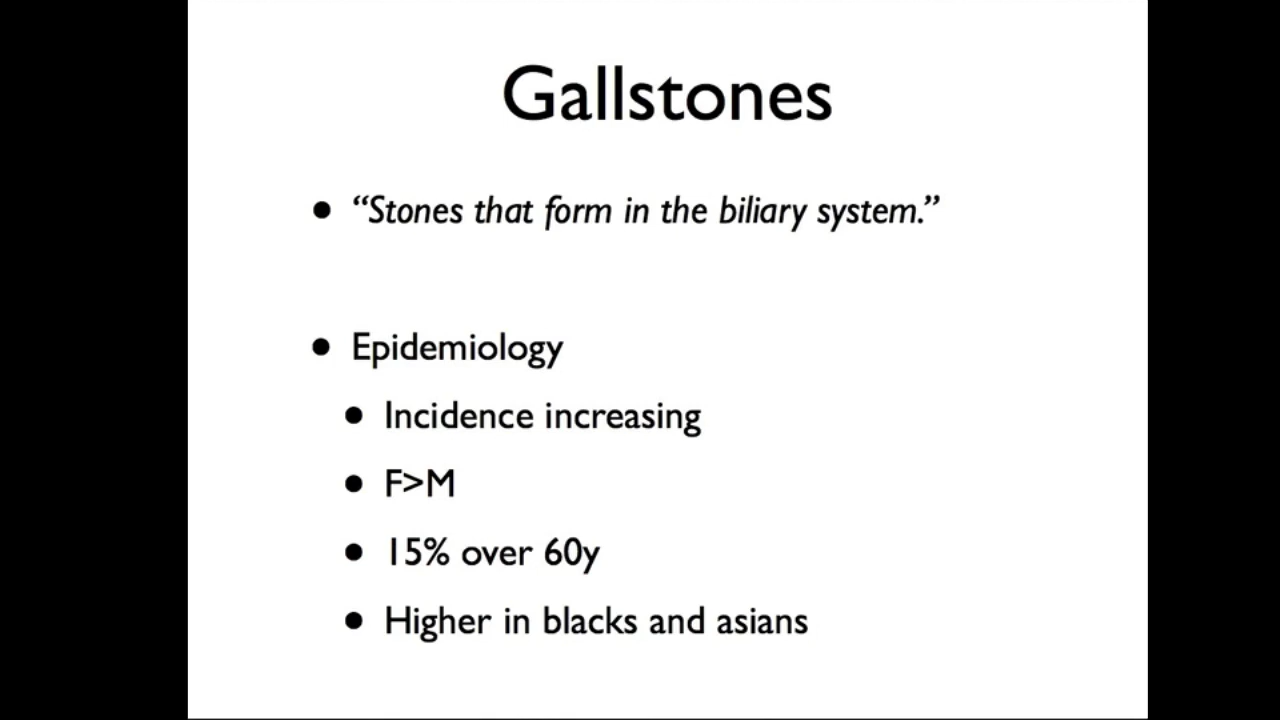 Gallstones
• “Stones that form in the biliary system.”
• Epidemiology
• Incidence increasing
• F>M
• 15% over 60y
• Higher in blacks and asians